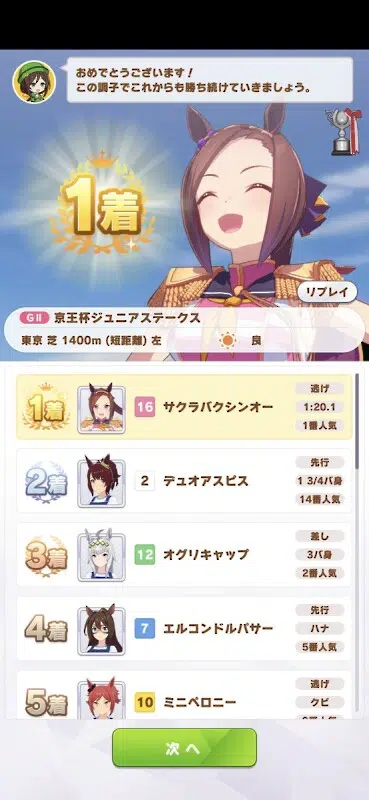 おめでとうございます！
この調子でこれからも勝ち続けていきましょう。
1着
リプレイ
GⅡ 京王杯ジュニアステークス
東京 芝 1400m (短距離) 左 良
1着 16 サクラバクシンオー 逃げ
1:20.1
1番人気
2着 2 デュオアスピス 先行
1 3/4バ身
14番人気
3着 12 オグリキャップ 差し
3バ身
2番人気
4着 7 エルコンドルパサー 先行
ハナ
5番人気
5着 10 ミニペロニー 逃げ
クビ
次へ